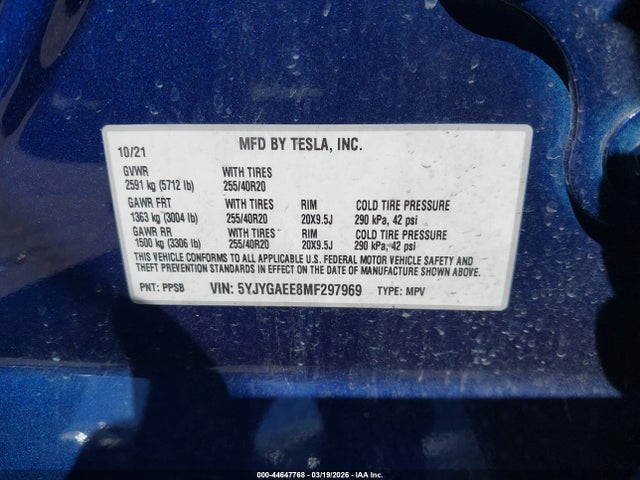 10/21 MFD BY TESLA, INC.
GVWR WITH TIRES
2591 kg (5712 lb) 255/40R20
GAWR FRT WITH TIRES RIM COLD TIRE PRESSURE
1363 kg (3004 lb) 255/40R20 20X9.5J 290 kPa, 42 psi
GAWR RR WITH TIRES RIM COLD TIRE PRESSURE
1500 kg (3306 lb) 255/40R20 20X9.5J 290 kPa, 42 psi
THIS VEHICLE CONFORMS TO ALL APPLICABLE U.S. FEDERAL MOTOR VEHICLE SAFETY AND
THEFT PREVENTION STANDARDS IN EFFECT ON THE DATE OF MANUFACTURE SHOWN ABOVE.
PNT: PPSB VIN: 5YJYGAEE8MF297969 TYPE: MPV
000-44647768 - 03/19/2026 - IAA Inc.